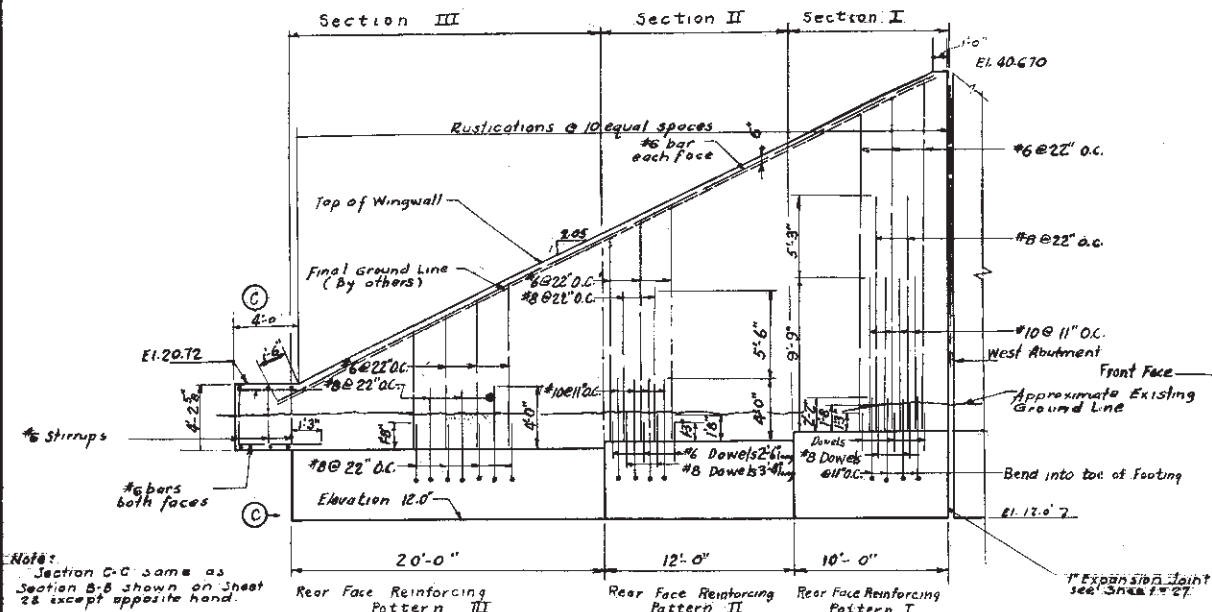 Section III
Section II
Section I
1'-0"
El. 40.670
Rustications @ 10 equal spaces
#6 bar
each face
6"
#6 @ 22" O.C.
Top of Wingwall
5'-3"
#8 @ 22" O.C.
2.05
1
Final Ground Line
(By others)
#6@22" O.C.
#8 @ 22" O.C.
C
4'-0
5'-6"
9'-9"
#10 @ 11" O.C.
El. 20.72
1'-6"
West Abutment
Front Face
#6@22" O.C.
#8@ 22" O.C.
#10@11" O.C.
4'-0"
4'-0"
Approximate Existing
Ground Line
#5 Stirrups
1'-3"
1'-8"
1'-8"
Dowels
#6 Dowels
#8 Dowels
#8 Dowels
@ 11" O.C.
#8 @ 22" O.C.
Bend into toe of Footing
#6 bars
both faces
Elevation 12.0'
C
El. 12.0'
20'-0"
12'-0"
10'-0"
Note:
Section C-C same as
Section B-B shown on Sheet
28 except opposite hand.
Rear Face Reinforcing
Pattern III
Rear Face Reinforcing
Pattern II
Rear Face Reinforcing
Pattern I
1" Expansion Joint
see Sheet 27